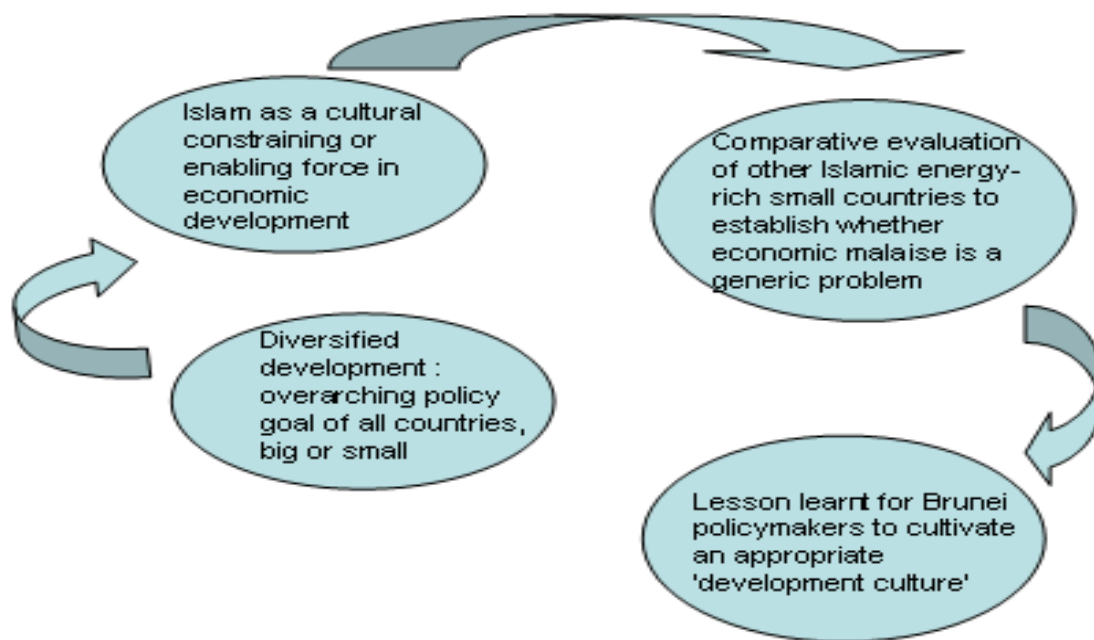 Islam as a cultural
constraining or
enabling force in
economic
development
Comparative evaluation
of other Islamic energy-
rich small countries to
establish whether
economic malaise is a
generic problem
Diversified
development :
overarching policy
goal of all countries,
big or small
Lesson learnt for Brunei
policymakers to cultivate
an appropriate
'development culture'